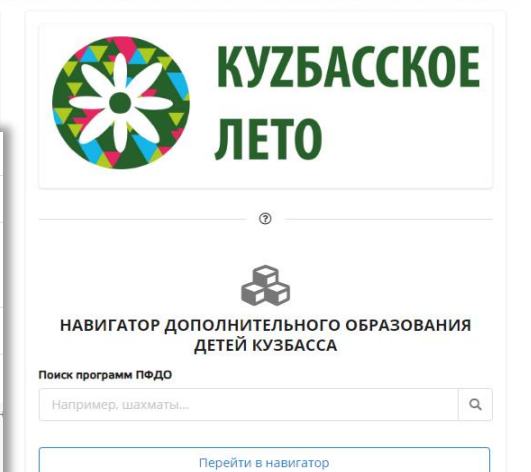 КУZБАССКОЕ
ЛЕТО
?
НАВИГАТОР ДОПОЛНИТЕЛЬНОГО ОБРАЗОВАНИЯ
ДЕТЕЙ КУЗБАССА
Поиск программ ПФДО
Например, шахматы...
Перейти в навигатор